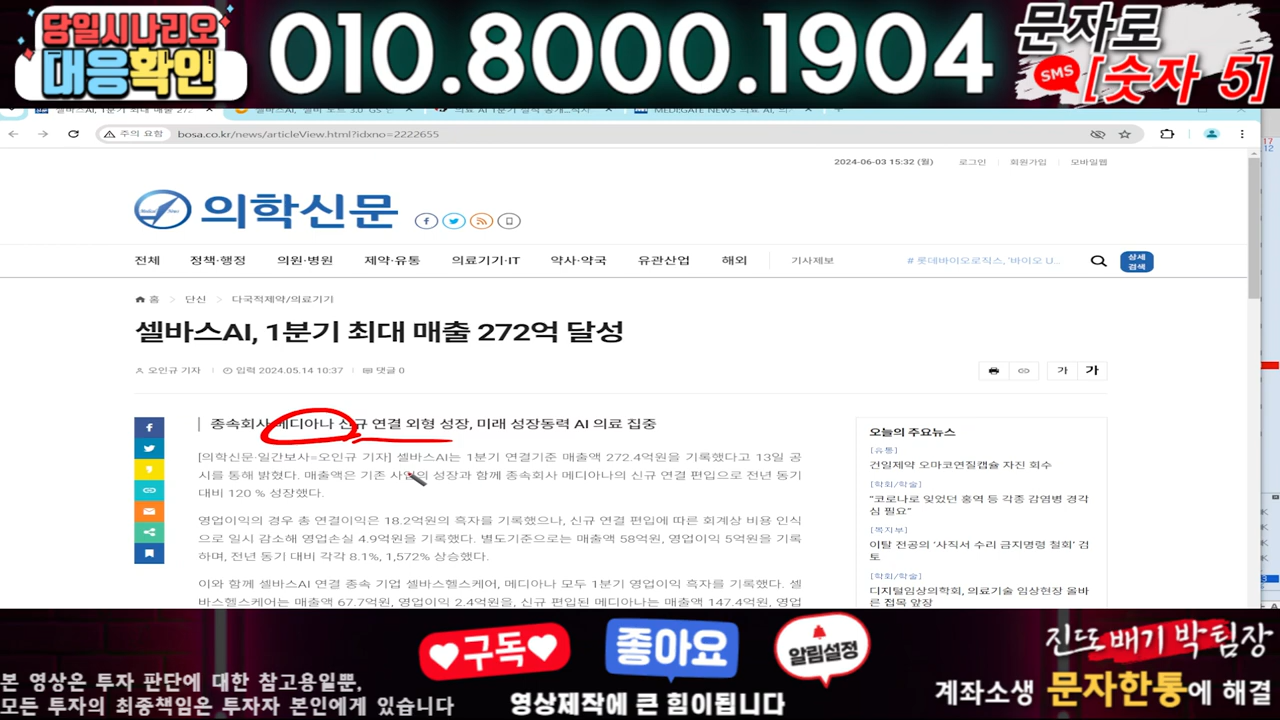 당일시나리오
대응확인
010.8000.1904
문자로
SMS
[숫자 5]
셀바스AI, 1분기 최대 매출 272
주의 요함
bosa.co.kr/news/articleView.html?idxno=2222655
17
12
2024-06-03 15:32 (월)
로그인
회원가입
모바일웹
의학신문
전체
정책·행정
의원·병원
제약·유통
의료기기·IT
약사·약국
유관산업
해외
기사제보
# 롯데바이오로직스, '바이오 U...
상세
검색
홈
단신
다국적제약/의료기기
셀바스AI, 1분기 최대 매출 272억 달성
오인규 기자
입력 2024.05.14 10:37
댓글 0
가
가
종속회사 메디아나 신규 연결 외형 성장, 미래 성장동력 AI 의료 집중
[의학신문·일간보사=오인규 기자] 셀바스AI는 1분기 연결기준 매출액 272.4억원을 기록했다고 13일 공
시를 통해 밝혔다. 매출액은 기존 사업의 성장과 함께 종속회사 메디아나의 신규 연결 편입으로 전년 동기
대비 120 % 성장했다.
영업이익의 경우 총 연결이익은 18.2억원의 흑자를 기록했으나, 신규 연결 편입에 따른 회계상 비용 인식
으로 일시 감소해 영업손실 4.9억원을 기록했다. 별도기준으로는 매출액 58억원, 영업이익 5억원을 기록
하며, 전년 동기 대비 각각 8.1%, 1,572% 상승했다.
이와 함께 셀바스AI 연결 종속 기업 셀바스헬스케어, 메디아나 모두 1분기 영업이익 흑자를 기록했다. 셀
바스헬스케어는 매출액 67.7억원, 영업이익 2.4억원을, 신규 편입된 메디아나는 매출액 147.4억원, 영업
오늘의 주요뉴스
[유통]
건일제약 오마코연질캡슐 자진 회수
[학회/학술]
"코로나로 잊었던 홍역 등 각종 감염병 경각
심 필요"
[복지부]
이탈 전공의 '사직서 수리 금지명령 철회' 검
토
[학회/학술]
디지털임상의학회, 의료기술 임상현장 올바
른 접목 앞장
구독
좋아요
알림설정
영상제작에 큰 힘이됩니다
본 영상은 투자 판단에 대한 참고용일뿐,
모든 투자의 최종책임은 투자자 본인에게 있습니다
진또배기 박팀장
계좌소생 문자한통에 해결